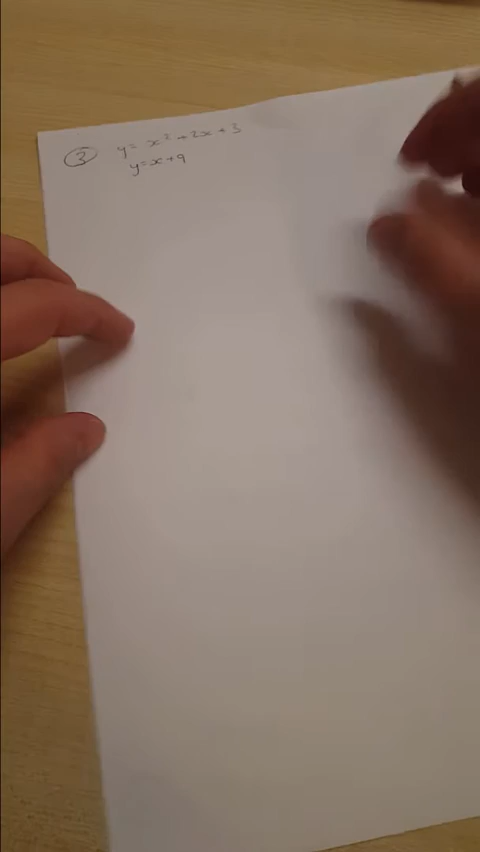 ③ y = x² + 2x + 3
y = x + 9